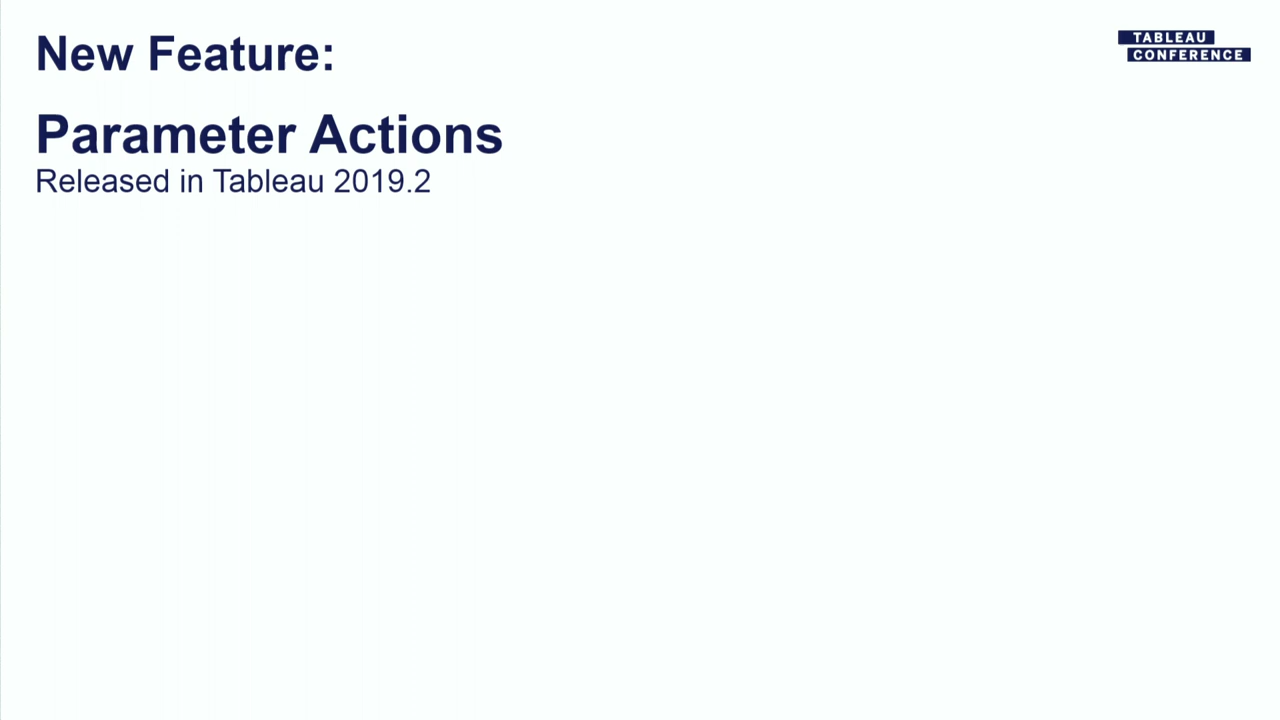 New Feature:
TABLEAU
CONFERENCE
Parameter Actions
Released in Tableau 2019.2